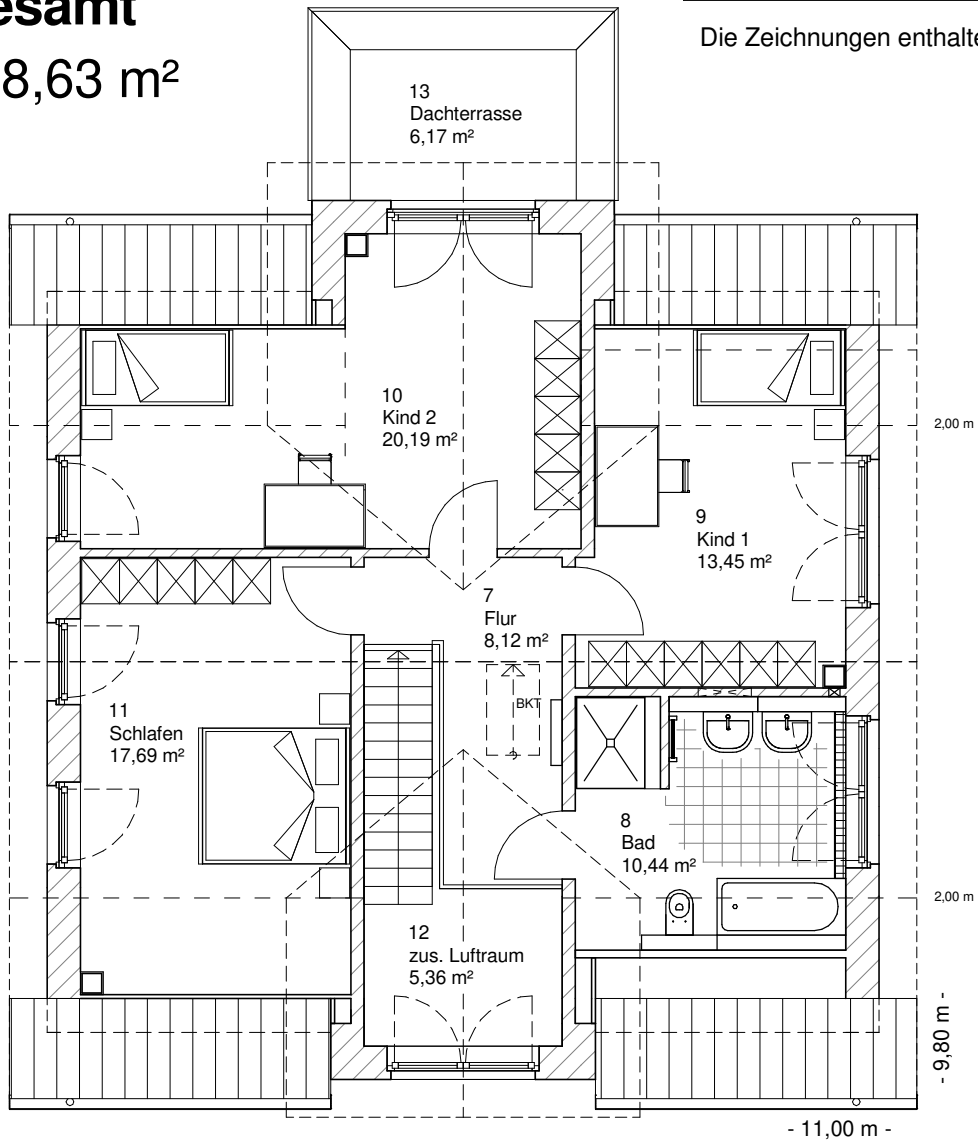 esamt
8,63 m²
Die Zeichnungen enthalte
13
Dachterrasse
6,17 m²
10
Kind 2
20,19 m²
2,00 m
9
Kind 1
13,45 m²
7
Flur
8,12 m²
BKT
11
Schlafen
17,69 m²
8
Bad
10,44 m²
2,00 m
12
zus. Luftraum
5,36 m²
- 9,80 m -
- 11,00 m -